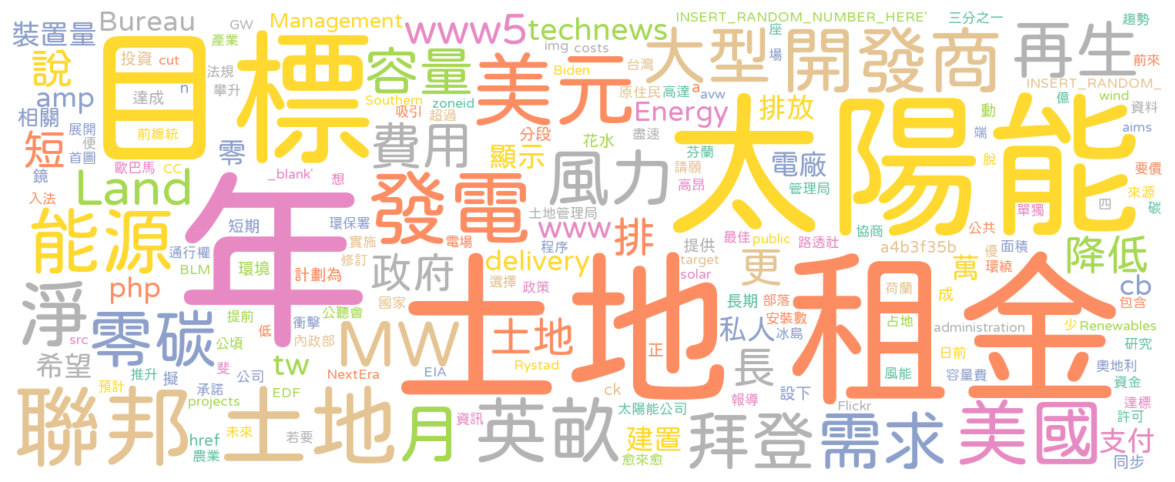 裝置量 Bureau Management www5 technews INSERT_RANDOM_NUMBER_HERE' 三分之一 趨勢
GW 產業 img costs 座 場 前來
說 投資 cut 目標 容量 美元 大型 開發商 再生
法規 Biden 台灣 INSERT_RANDOM_
amp n 達成 攀升 Southern zoneid 原住民 高達 a avw 億 wind
相關 展開 前總統 吸引 超過 Energy 排放 動 資料
短 便 零 費用 顯示 分段 花水 盡速 太陽能 端 aims
首圖 歐巴馬 CC 風力 芬蘭 電廠 脫
鏡 Land _blank' 想 請願 管理局 要價
入法 年 發電 高昂 單獨 四 來源 碳
能源 短期 環保署 土地管理局 www 排 路透社 協商 公共
通行權 實施 電場 程序 提供 最佳 public a4b3f35b 優 面積 降低
BLM 環境 修訂 政府 delivery target 更 萬 環繞
php 計劃為 選擇 solar 成 cb
淨 國家 政策 長期 部落 荷蘭 包含
src 提前 公聽會 土地租金 安裝數
零碳 公頃 低 衝擊 MW 土地 私人 冰島 占地 administration 少 Renewables
希望 斐 內政部 正 日前 研究
tw NextEra EIA Rystad 長 風能 容量費 奧地利
預計 推升 擬 承諾 公司 ck 報導 設下 資金
聯邦土地 projects EDF 月 資訊 英畝 太陽能公司 Flickr 達標
href 未來 建置 拜登 需求 美國 許可
農業 若要 愈來愈 支付
同步